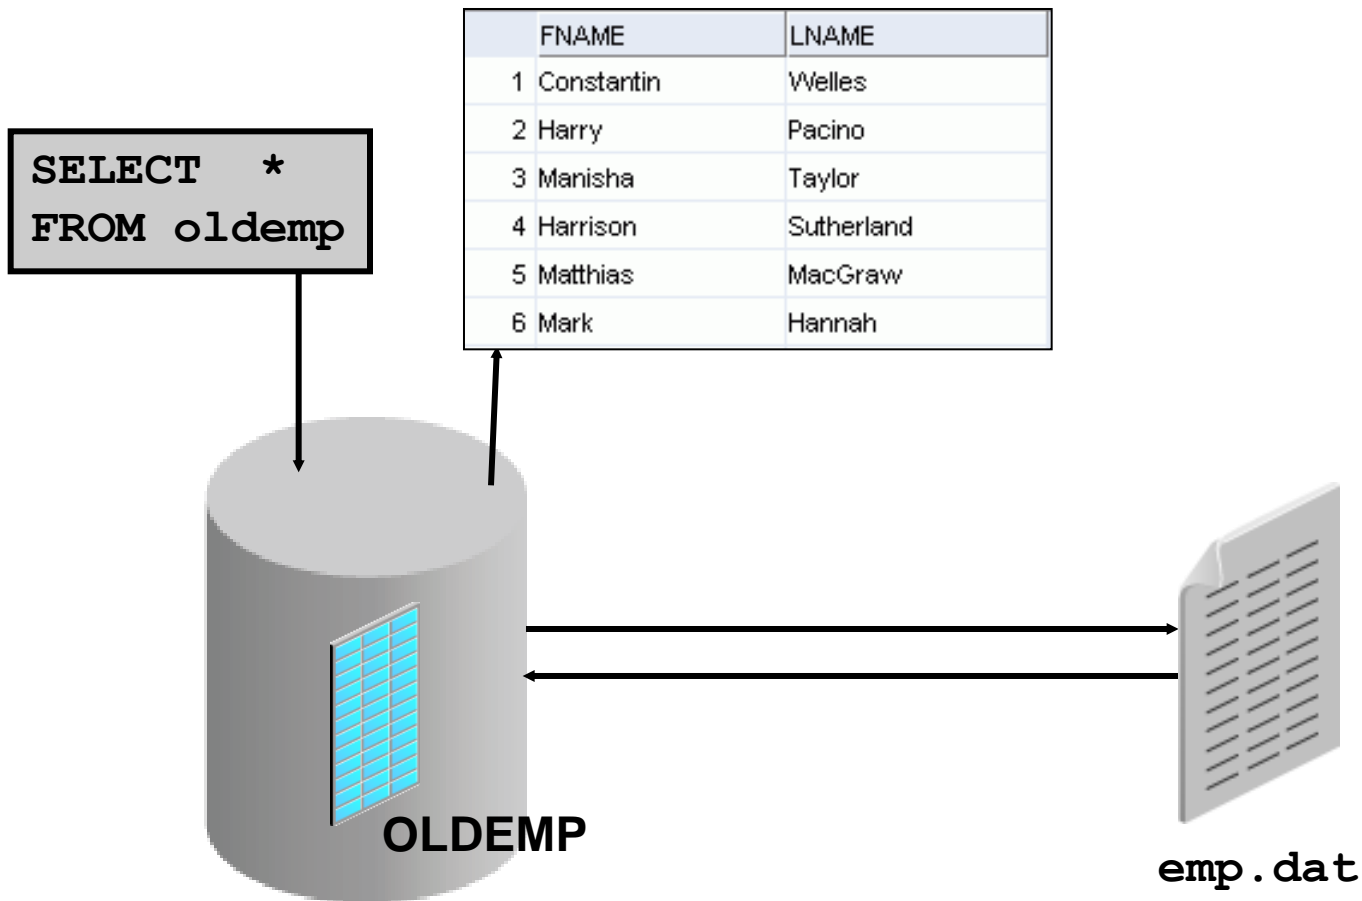 FNAME LNAME
1 Constantin Welles
2 Harry Pacino
3 Manisha Taylor
4 Harrison Sutherland
5 Matthias MacGraw
6 Mark Hannah
SELECT *
FROM oldemp
OLDEMP
emp.dat